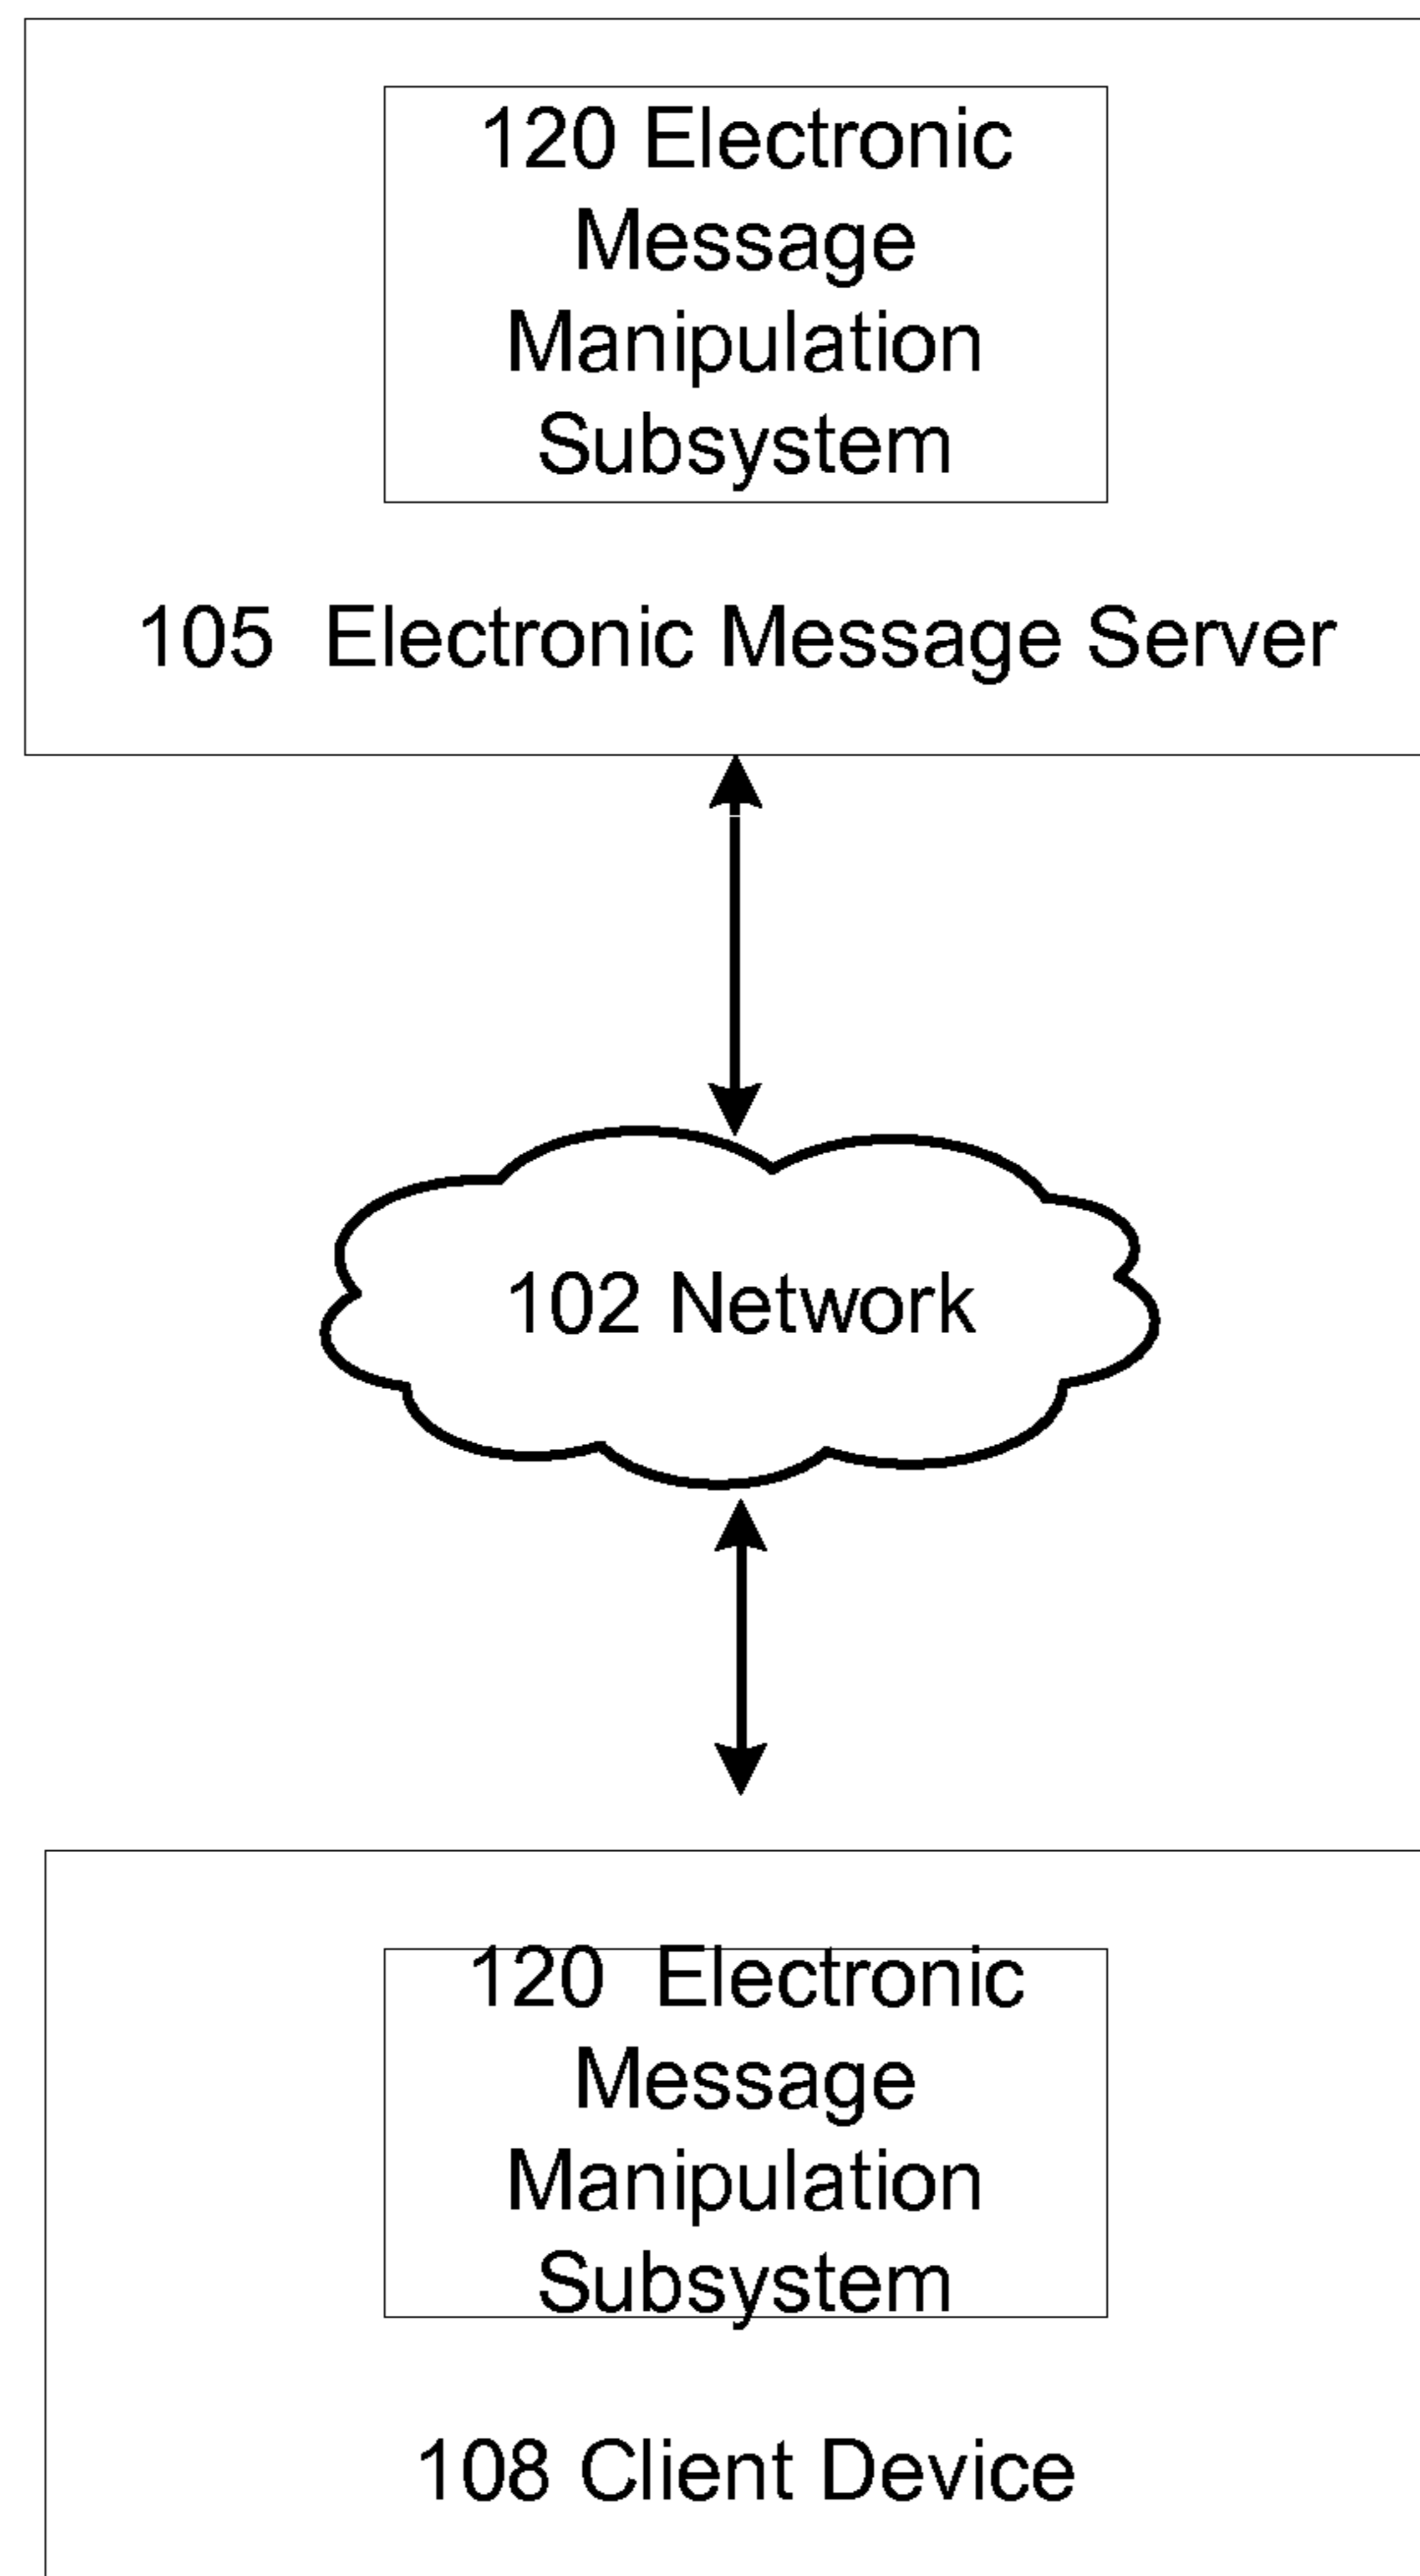 120 Electronic
Message
Manipulation
Subsystem
105 Electronic Message Server
102 Network
120 Electronic
Message
Manipulation
Subsystem
108 Client Device